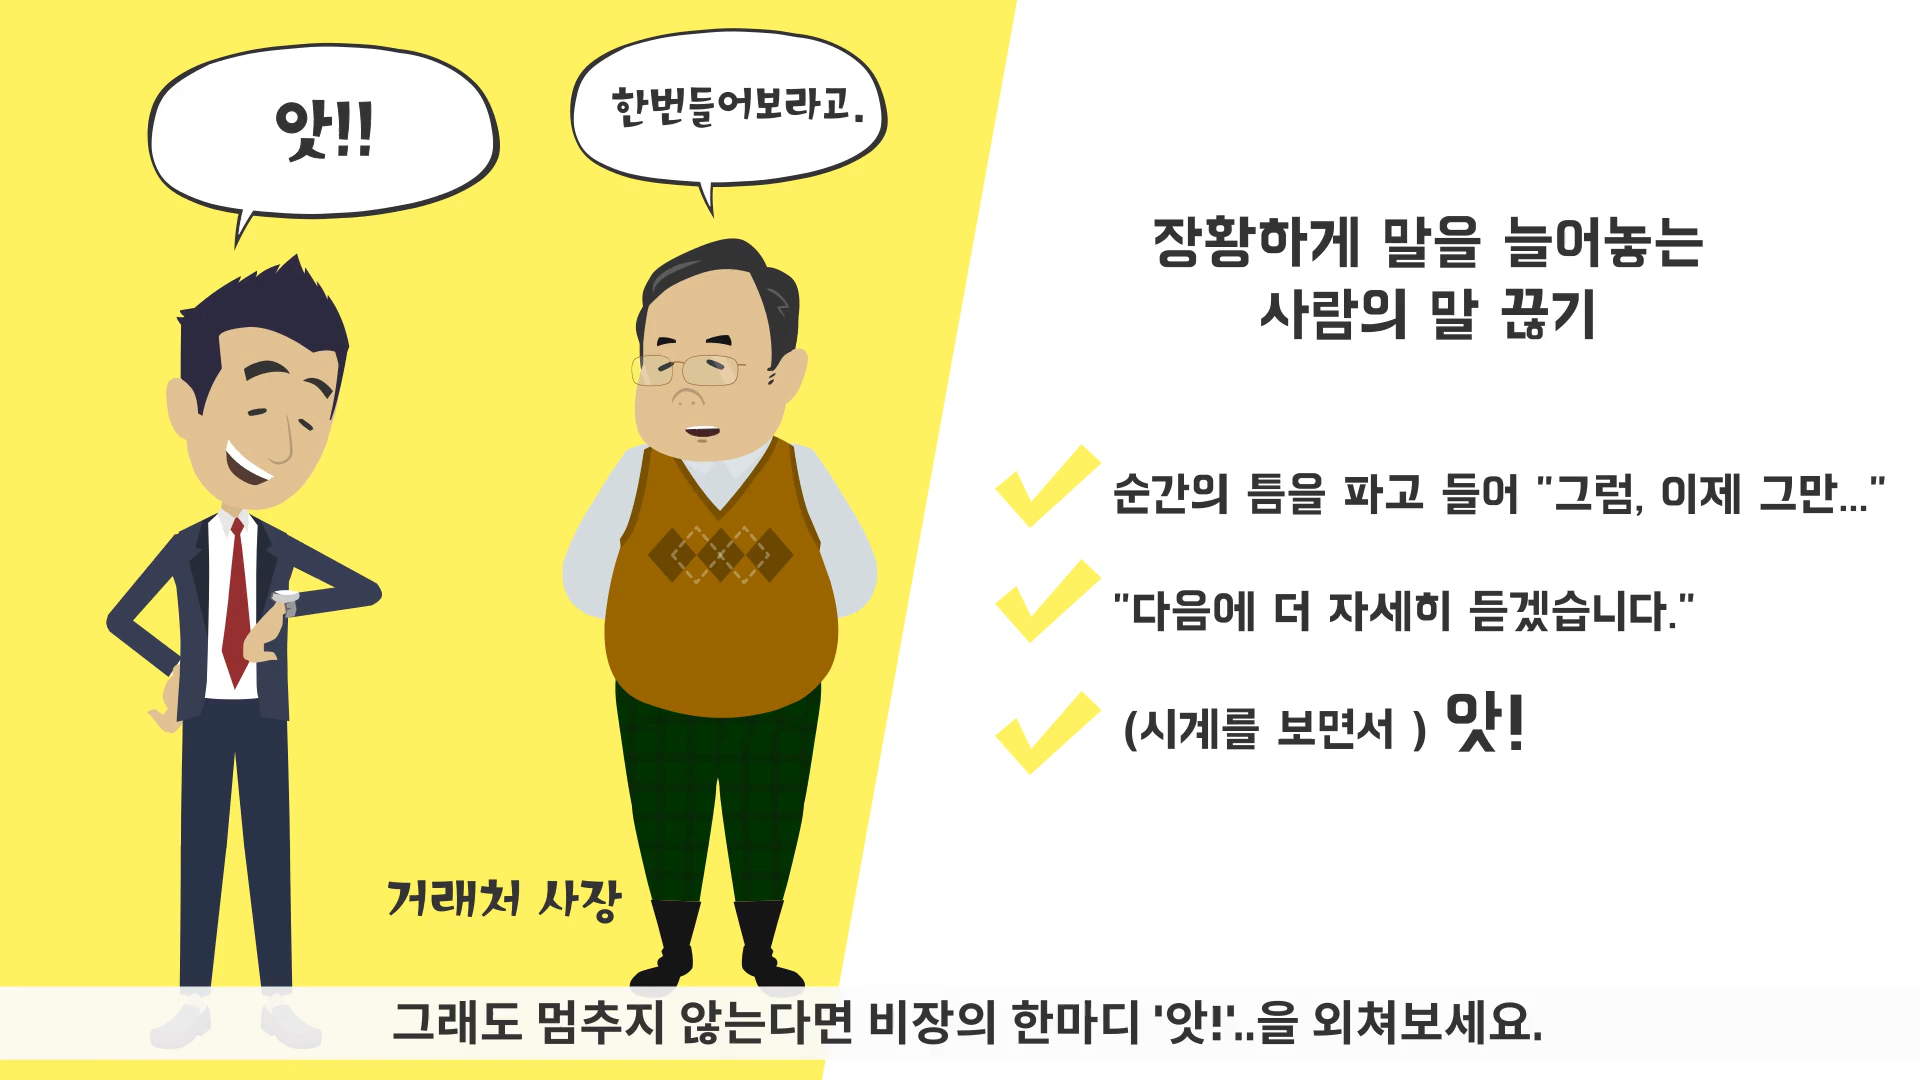 앗!!
한번들어보라고.
거래처 사장
장황하게 말을 늘어놓는
사람의 말 끊기
순간의 틈을 파고 들어 "그럼, 이제 그만..."
"다음에 더 자세히 듣겠습니다."
(시계를 보면서 ) 앗!
그래도 멈추지 않는다면 비장의 한마디 '앗!'..을 외쳐보세요.